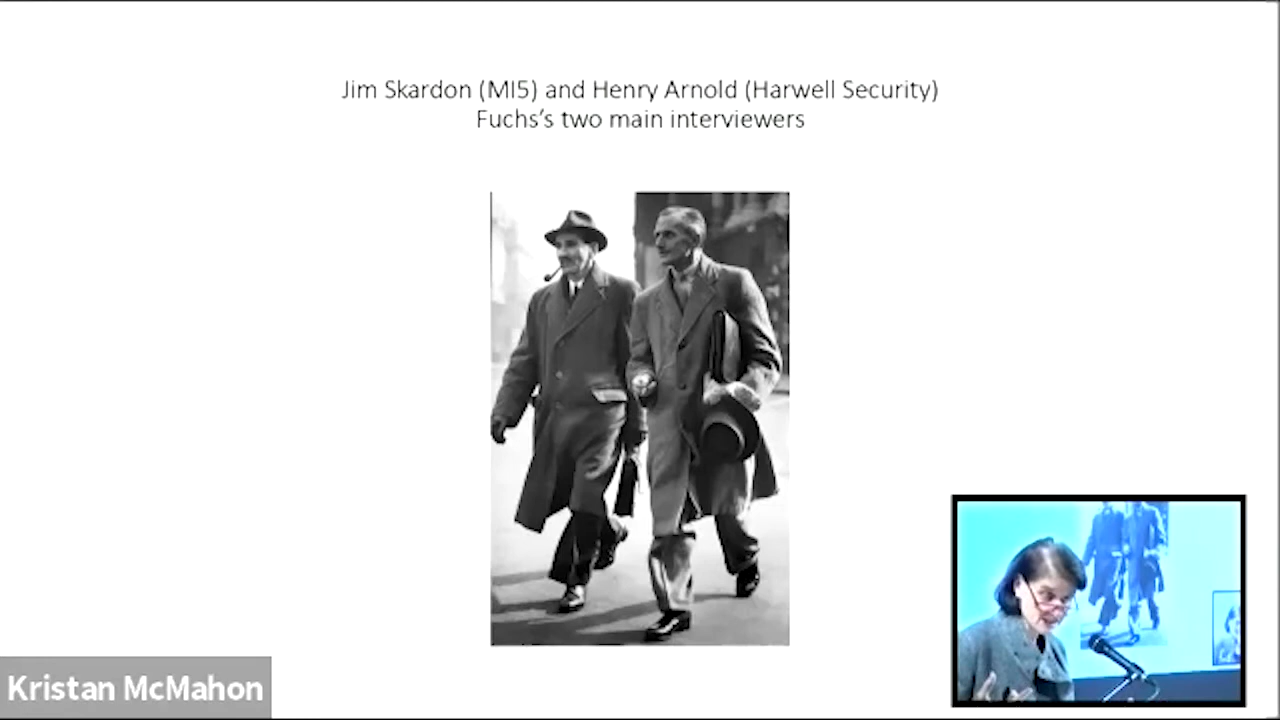 Jim Skardon (MI5) and Henry Arnold (Harwell Security)
Fuchs’s two main interviewers
Kristan McMahon